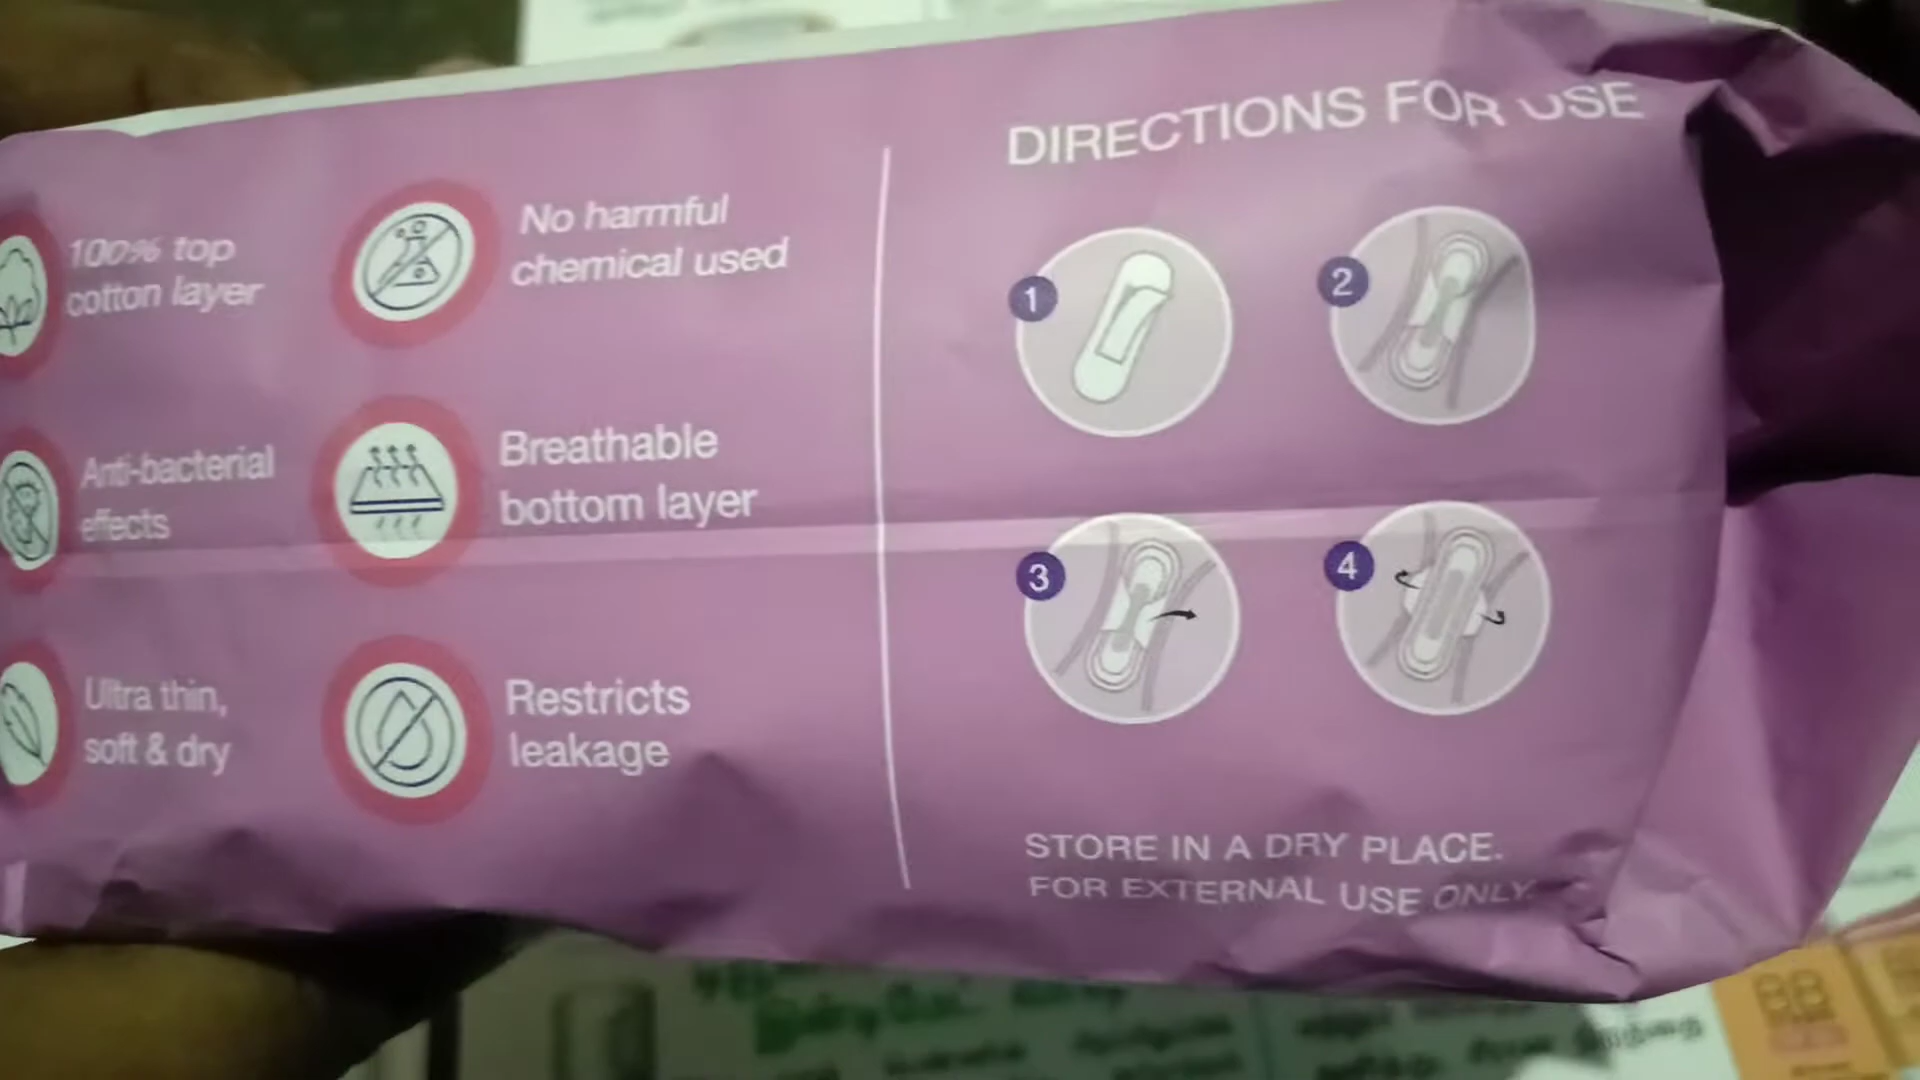 100% top
cotton layer
No harmful
chemical used
Anti-bacterial
effects
Breathable
bottom layer
Ultra thin,
soft & dry
Restricts
leakage
DIRECTIONS FOR USE
1
2
3
4
STORE IN A DRY PLACE.
FOR EXTERNAL USE ONLY.
BB